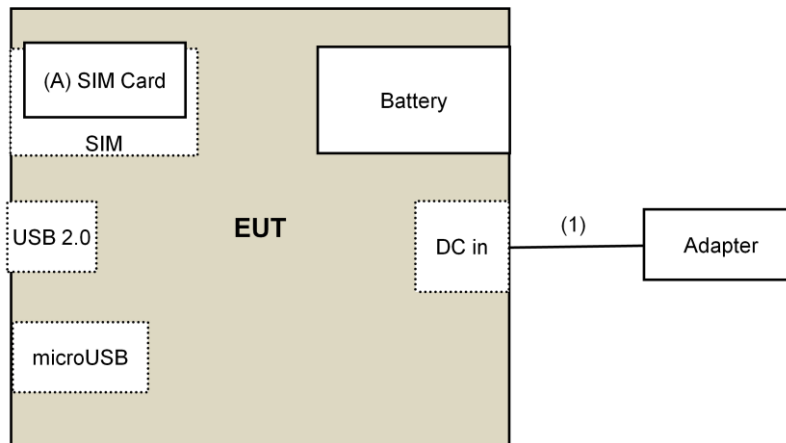 (A) SIM Card
SIM
Battery
USB 2.0
EUT
DC in
(1)
Adapter
microUSB